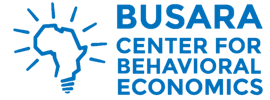 BUSARA
CENTER FOR
BEHAVIORAL
ECONOMICS